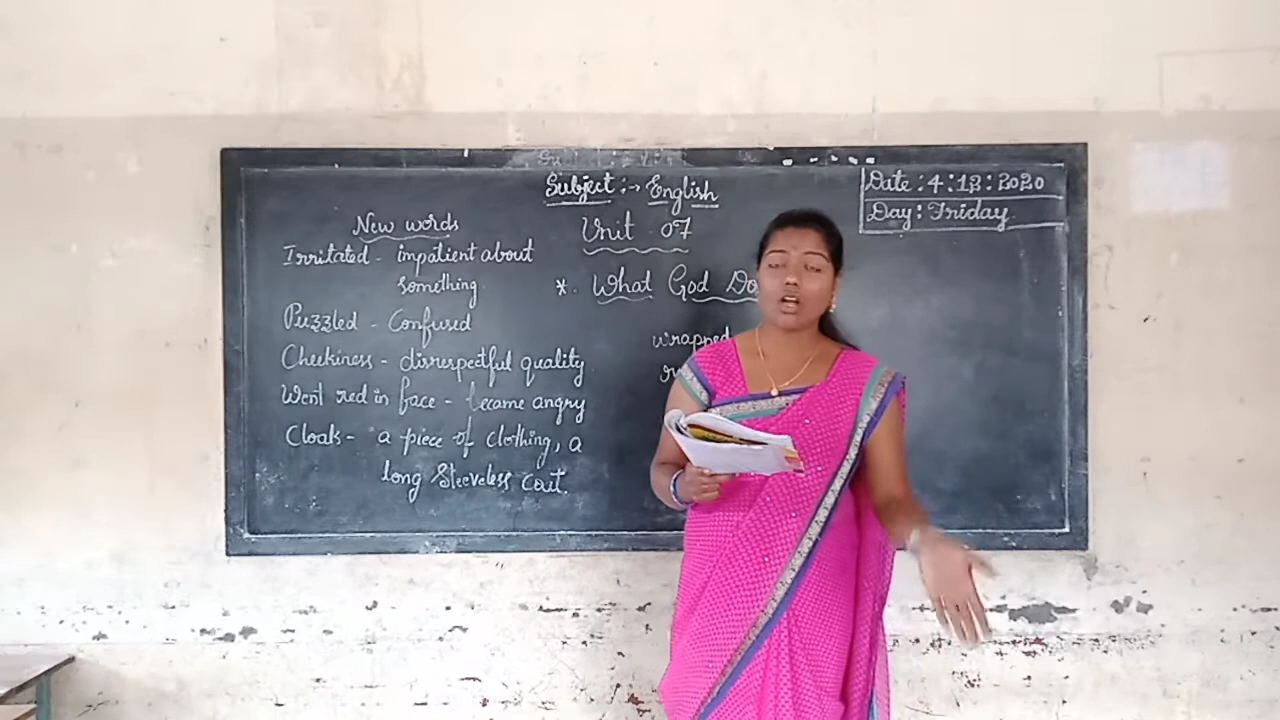 Subject :→ English
Date : 4 : 12 : 2020
Day : Friday
Unit 07
*. What God Do
New words
Irritated - impatient about
something
Puzzled - Confused
Cheekiness - disrespectful quality
Went red in face - became angry
Cloak - a piece of clothing, a
long Sleeveless coat.
wrapped